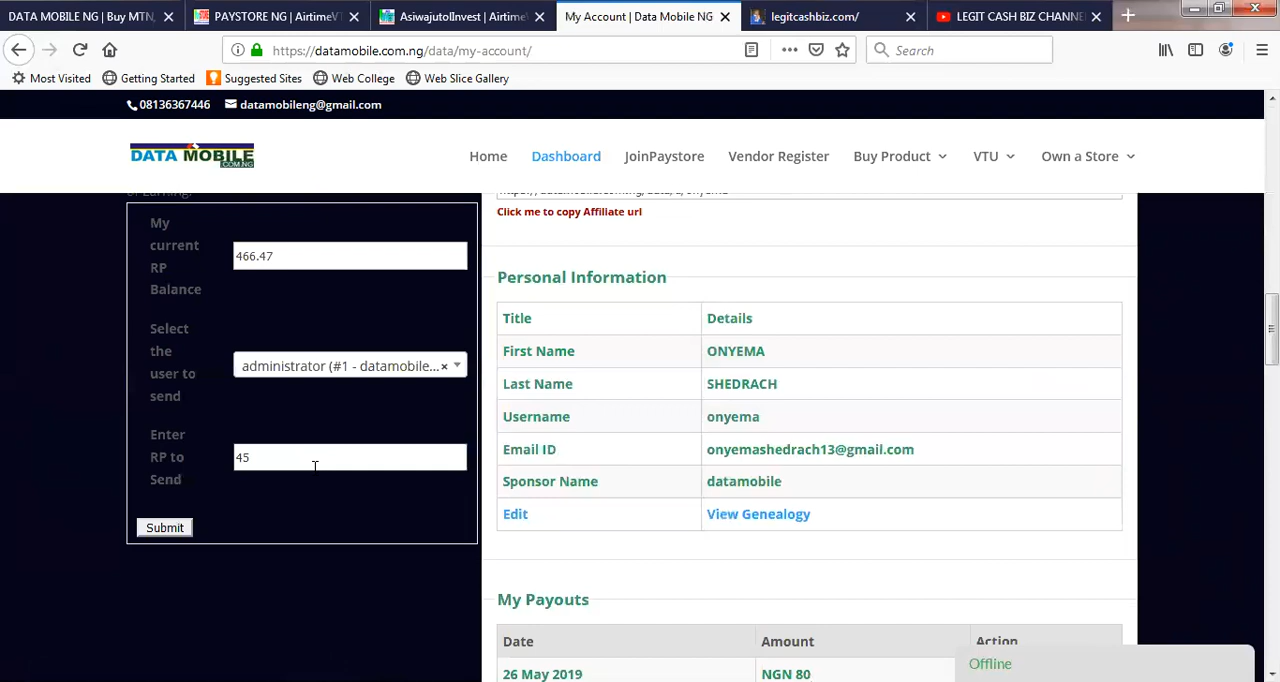 DATA MOBILE NG | Buy MTN,
PAYSTORE NG | AirtimeVT
AsiwajutoInvest | Airtime
My Account | Data Mobile NG
legitcashbiz.com/
LEGIT CASH BIZ CHANNE
https://datamobile.com.ng/data/my-account/
Search
Most Visited
Getting Started
Suggested Sites
Web College
Web Slice Gallery
08136367446
datamobileng@gmail.com
DATA MOBILE
.COM.NG
Home
Dashboard
JoinPaystore
Vendor Register
Buy Product
VTU
Own a Store
My
current
RP
Balance
466.47
Select
the
user to
send
administrator (#1 - datamobile...
Enter
RP to
Send
45
Submit
Click me to copy Affiliate url
Personal Information
Title Details
First Name ONYEMA
Last Name SHEDRACH
Username onyema
Email ID onyemashedrach13@gmail.com
Sponsor Name datamobile
Edit View Genealogy
My Payouts
Date Amount Action
26 May 2019 NGN 80
Offline